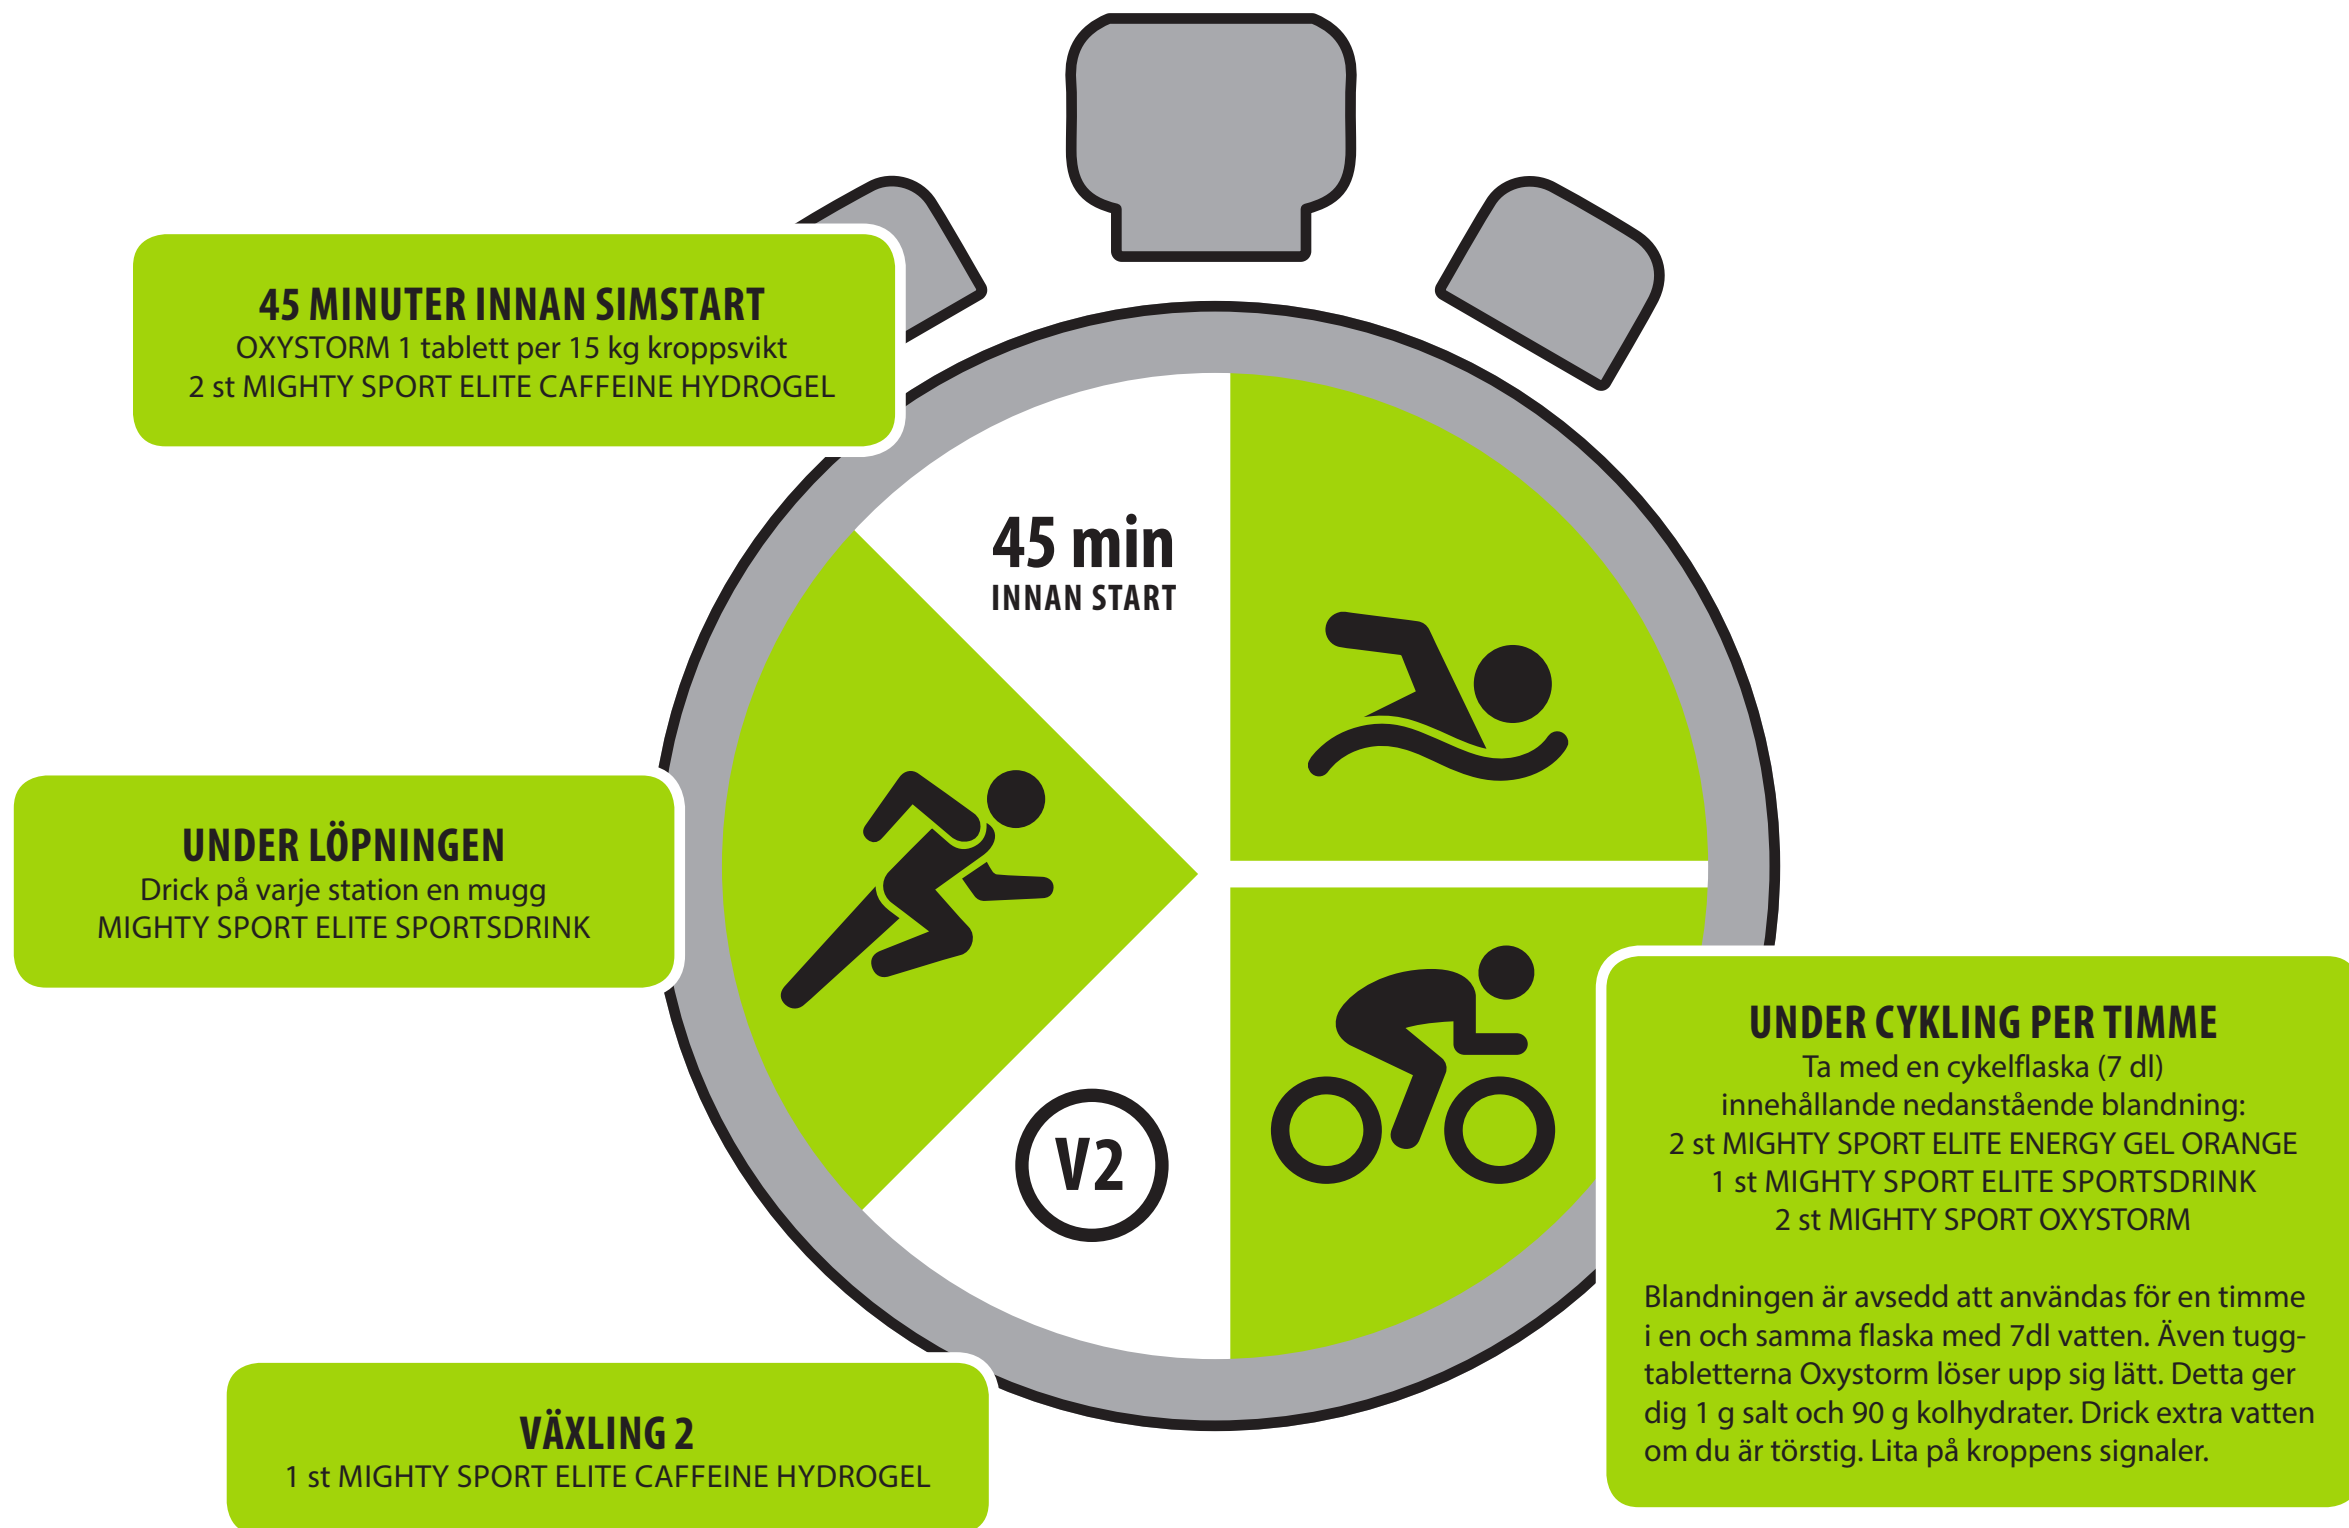 45 MINUTER INNAN SIMSTART
OXYSTORM 1 tablett per 15 kg kroppsvikt
2 st MIGHTY SPORT ELITE CAFFEINE HYDROGEL
45 min
INNAN START
UNDER LÖPNINGEN
Drick på varje station en mugg
MIGHTY SPORT ELITE SPORTSDRINK
V2
UNDER CYKLING PER TIMME
Ta med en cykelflaska (7 dl)
innehållande nedanstående blandning:
2 st MIGHTY SPORT ELITE ENERGY GEL ORANGE
1 st MIGHTY SPORT ELITE SPORTSDRINK
2 st MIGHTY SPORT OXYSTORM
Blandningen är avsedd att användas för en timme
i en och samma flaska med 7dl vatten. Även tugg-
tabletterna Oxystorm löser upp sig lätt. Detta ger
dig 1 g salt och 90 g kolhydrater. Drick extra vatten
om du är törstig. Lita på kroppens signaler.
VÄXLING 2
1 st MIGHTY SPORT ELITE CAFFEINE HYDROGEL